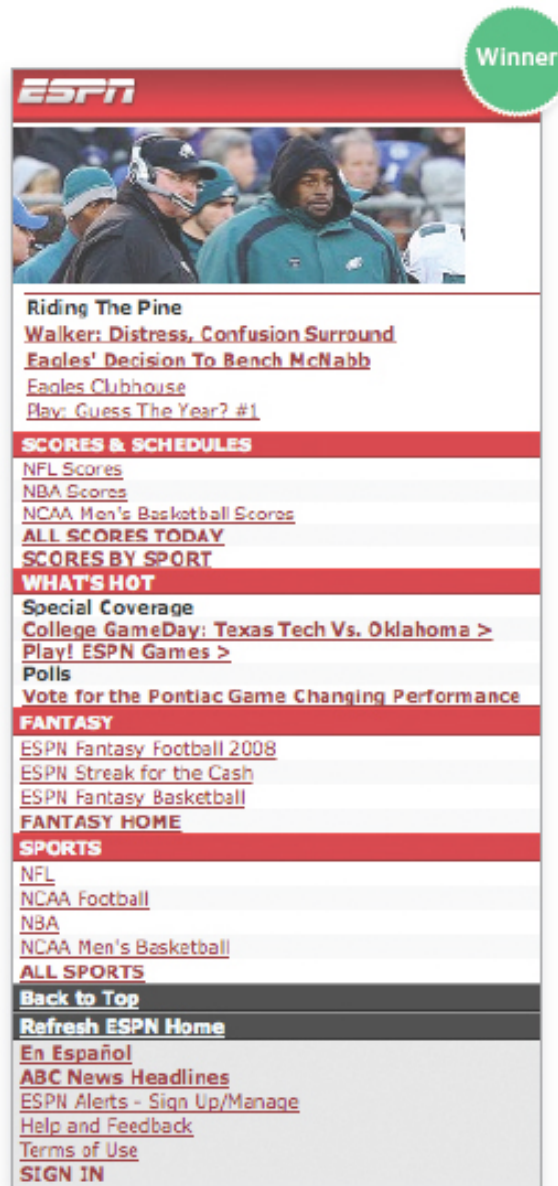 Winner
ESPN
Riding The Pine
Walker: Distress, Confusion Surround
Eagles' Decision To Bench McNabb
Eagles Clubhouse
Play: Guess The Year? #1
SCORES & SCHEDULES
NFL Scores
NBA Scores
NCAA Men's Basketball Scores
ALL SCORES TODAY
SCORES BY SPORT
WHAT'S HOT
Special Coverage
College GameDay: Texas Tech Vs. Oklahoma >
Play! ESPN Games >
Polls
Vote for the Pontiac Game Changing Performance
FANTASY
ESPN Fantasy Football 2008
ESPN Streak for the Cash
ESPN Fantasy Basketball
FANTASY HOME
SPORTS
NFL
NCAA Football
NBA
NCAA Men's Basketball
ALL SPORTS
Back to Top
Refresh ESPN Home
En Español
ABC News Headlines
ESPN Alerts - Sign Up/Manage
Help and Feedback
Terms of Use
SIGN IN